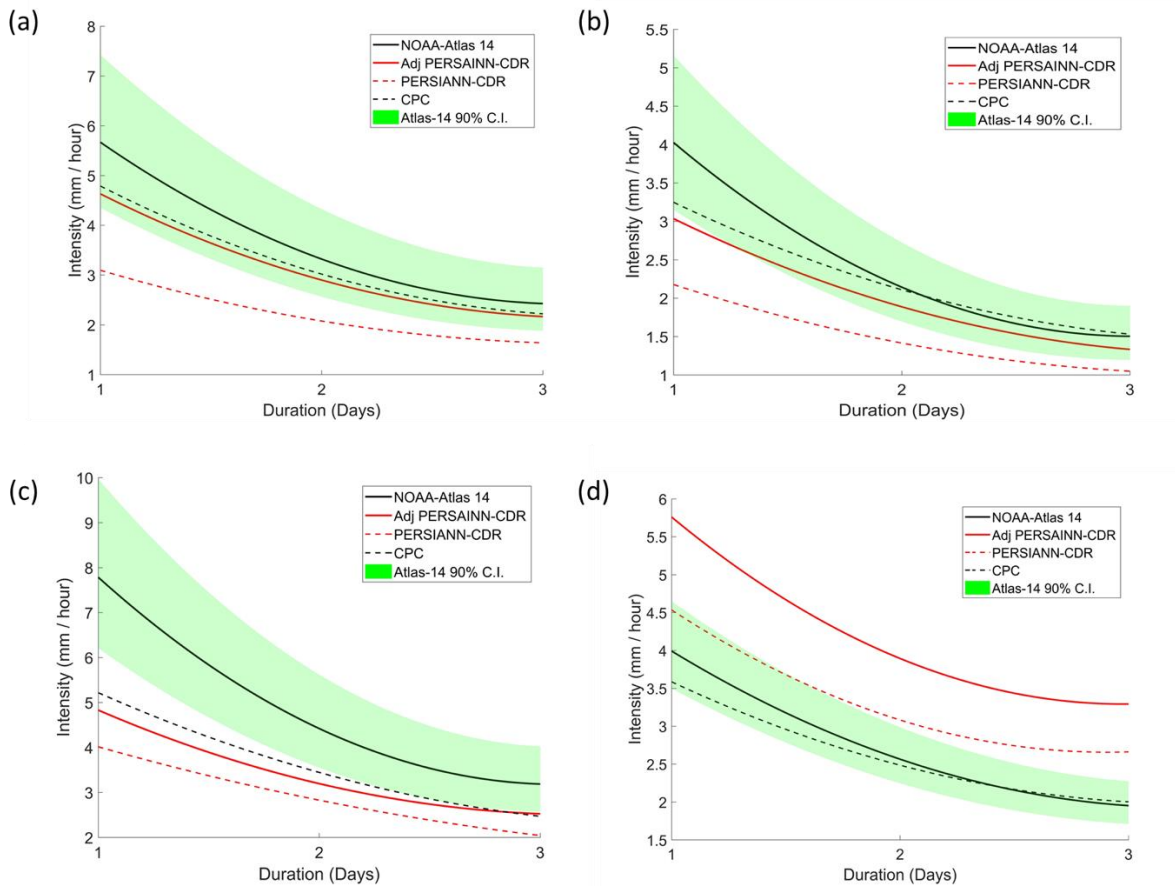 (a)
8
7
6
5
4
3
2
1
Intensity (mm / hour)
1
2
3
Duration (Days)
NOAA-Atlas 14
Adj PERSAINN-CDR
PERSIANN-CDR
CPC
Atlas-14 90% C.I.
(b)
5.5
5
4.5
4
3.5
3
2.5
2
1.5
1
Intensity (mm / hour)
1
2
3
Duration (Days)
NOAA-Atlas 14
Adj PERSAINN-CDR
PERSIANN-CDR
CPC
Atlas-14 90% C.I.
(c)
10
9
8
7
6
5
4
3
2
Intensity (mm / hour)
1
2
3
Duration (Days)
NOAA-Atlas 14
Adj PERSAINN-CDR
PERSIANN-CDR
CPC
Atlas-14 90% C.I.
(d)
6
5.5
5
4.5
4
3.5
3
2.5
2
1.5
Intensity (mm / hour)
1
2
3
Duration (Days)
NOAA-Atlas 14
Adj PERSAINN-CDR
PERSIANN-CDR
CPC
Atlas-14 90% C.I.